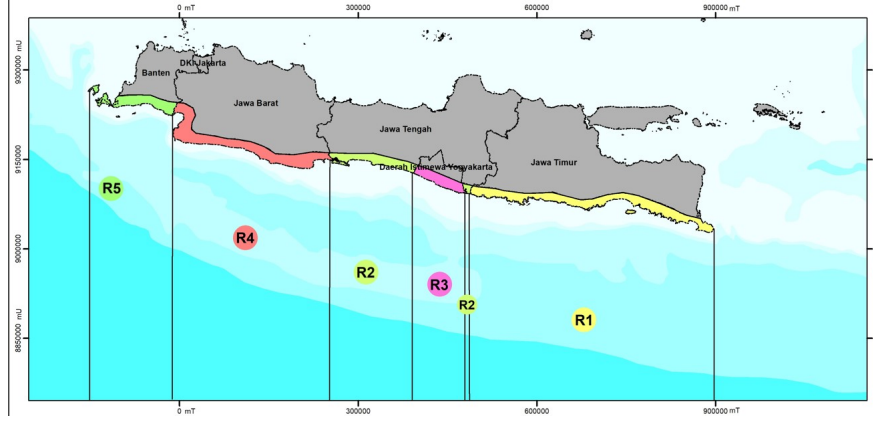 0 mT
300000
600000
900000 mT
9300000 mU
DKI Jakarta
Banten
Jawa Barat
Jawa Tengah
9150000
Daerah Istimewa Yogyakarta
Jawa Timur
R5
R4
9000000
R2
R3
R2
R1
8850000 mU
0 mT
300000
600000
900000 mT